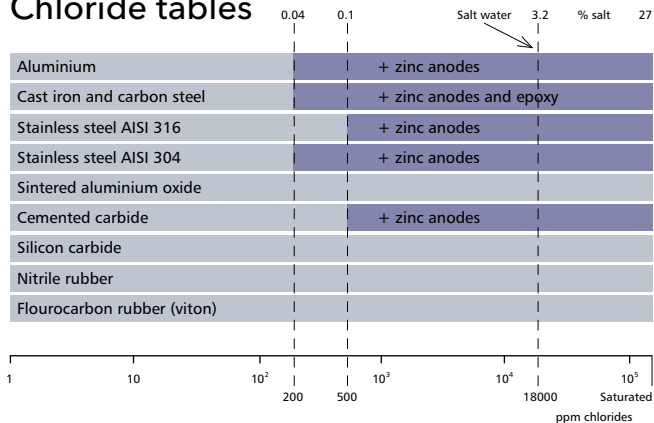 Chloride tables
0.04 0.1 Salt water 3.2 % salt 27
Aluminium + zinc anodes
Cast iron and carbon steel + zinc anodes and epoxy
Stainless steel AISI 316 + zinc anodes
Stainless steel AISI 304 + zinc anodes
Sintered aluminium oxide
Cemented carbide + zinc anodes
Silicon carbide
Nitrile rubber
Flourocarbon rubber (viton)
1 10 10² 10³ 10⁴ 10⁵
200 500 18000 Saturated
ppm chlorides